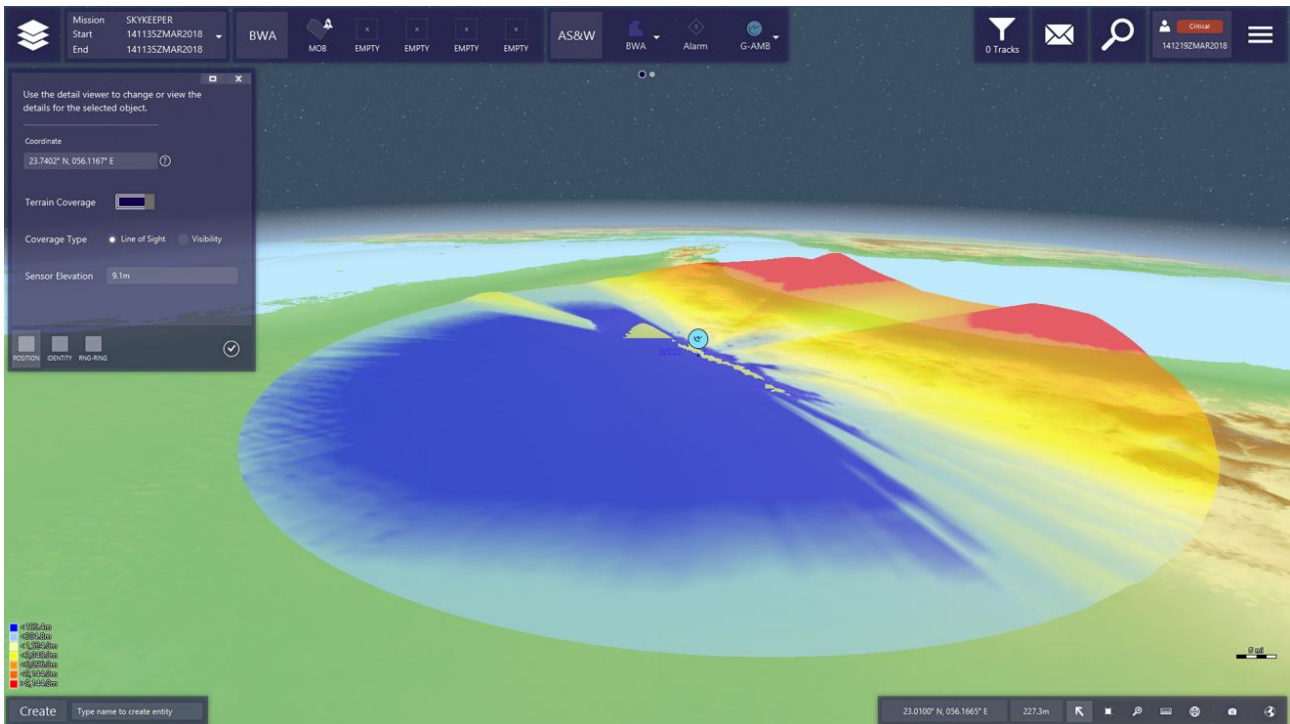 Mission SKYKEEPER
Start 141135ZMAR2018
End 141135ZMAR2018
BWA
MOB
EMPTY
EMPTY
EMPTY
EMPTY
AS&W
BWA
Alarm
G-AMB
0 Tracks
Critical
141219ZMAR2018
Use the detail viewer to change or view the
details for the selected object.
Coordinate
23.7402° N, 056.1167° E
Terrain Coverage
Coverage Type Line of Sight Visibility
Sensor Elevation 9.1m
POSITION IDENTITY RNG-RING
5 mi
Create Type name to create entity
23.0100° N, 056.1665° E 227.3m